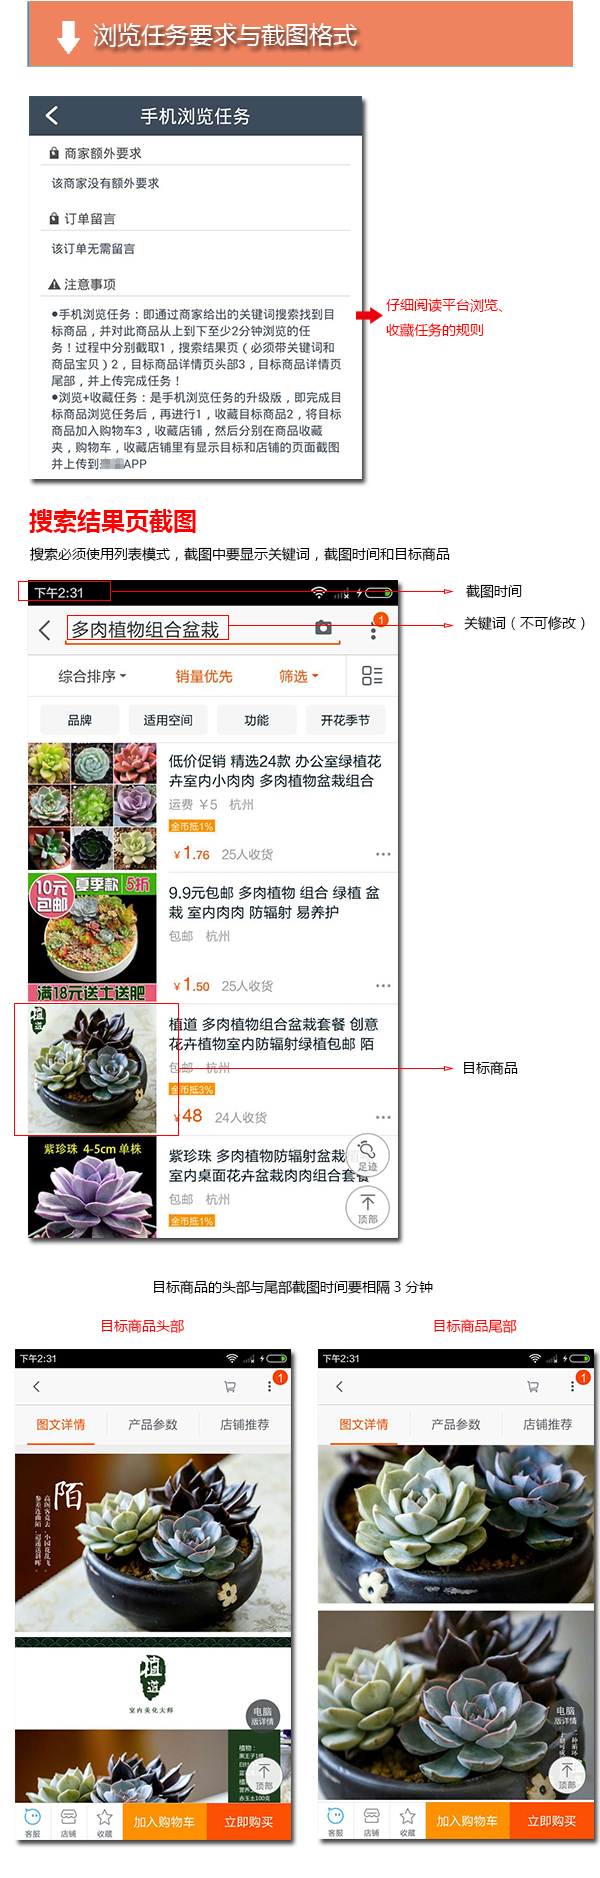 浏览任务要求与截图格式
手机浏览任务
商家额外要求
该商家没有额外要求
订单留言
该订单无需留言
注意事项
●手机浏览任务：即通过商家给出的关键词搜索找到目
标商品，并对此商品从上到下至少2分钟浏览的任
务！过程中分别截取1，搜索结果页（必须带关键词和
商品宝贝）2，目标商品详情页头部3，目标商品详情页
尾部，并上传完成任务！
●浏览+收藏任务：是手机浏览任务的升级版，即完成目
标商品浏览任务后，再进行1，收藏目标商品2，将目标
商品加入购物车3，收藏店铺，然后分别在商品收藏
夹，购物车，收藏店铺里有显示目标和店铺的页面截图
并上传到 APP
仔细阅读平台浏览、
收藏任务的规则
搜索结果页截图
搜索必须使用列表模式，截图中要显示关键词，截图时间和目标商品
下午2:31
截图时间
多肉植物组合盆栽
1
关键词（不可修改）
综合排序 销量优先 筛选
品牌 适用空间 功能 开花季节
低价促销 精选24款 办公室绿植花
卉室内小肉肉 多肉植物盆栽组合
运费 ￥5 杭州
金币抵1%
￥1.76 25人收货
10元
包邮
夏季款 5折
满18元送土送肥
9.9元包邮 多肉植物 组合 绿植 盆
栽 室内肉肉 防辐射 易养护
包邮 杭州
￥1.50 25人收货
植道
植道 多肉植物组合盆栽套餐 创意
花卉植物室内防辐射绿植包邮 陌
包邮 杭州
金币抵3%
￥48 24人收货
目标商品
紫珍珠 4-5cm 单株
紫珍珠 多肉植物防辐射盆栽
室内桌面花卉盆栽肉肉组合套餐
包邮 杭州
金币抵1%
足迹
顶部
目标商品的头部与尾部截图时间要相隔 3 分钟
目标商品头部
下午2:31
1
图文详情 产品参数 店铺推荐
陌
植道
室内美化大师
电脑
版详情
植物：
黑王子1棵
赤玉土100克
顶部
客服 店铺 收藏 加入购物车 立即购买
目标商品尾部
下午2:31
1
图文详情 产品参数 店铺推荐
电脑
版详情
顶部
客服 店铺 收藏 加入购物车 立即购买